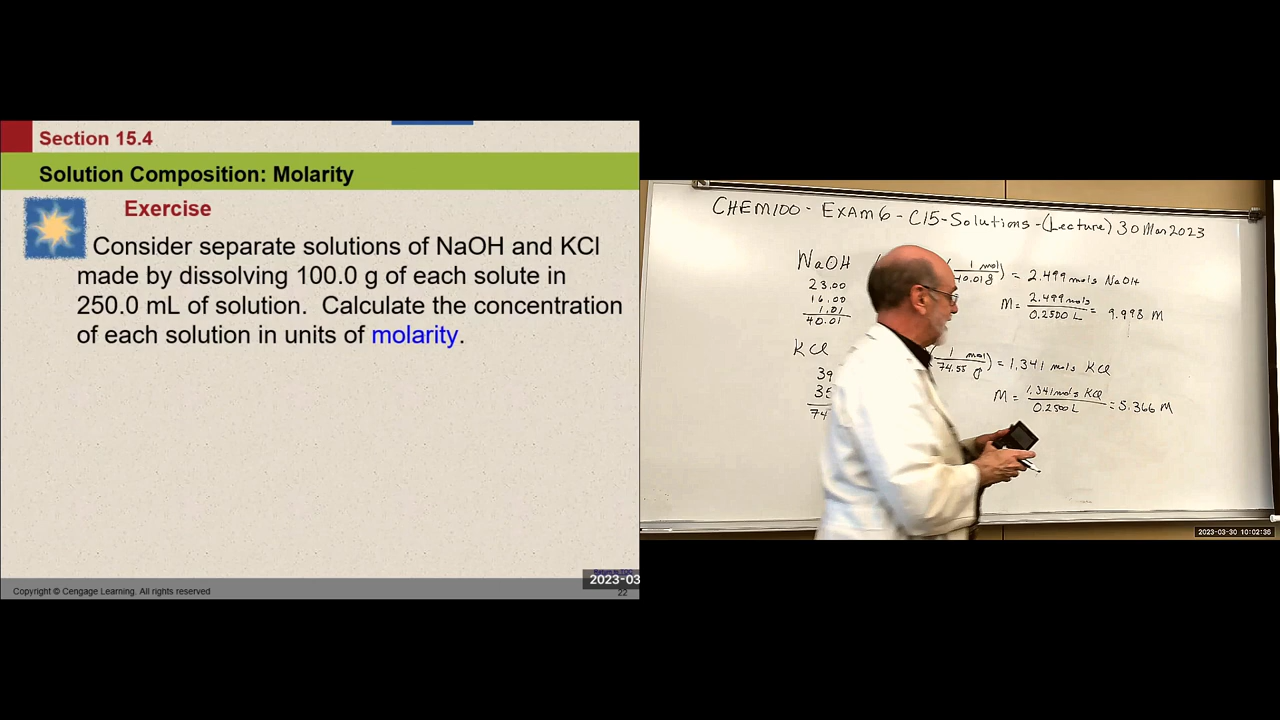 Section 15.4
Solution Composition: Molarity
Exercise
Consider separate solutions of NaOH and KCl
made by dissolving 100.0 g of each solute in
250.0 mL of solution. Calculate the concentration
of each solution in units of molarity.
Copyright © Cengage Learning. All rights reserved
2023-03
22
CHEM100 - EXAM 6 - C15 - Solutions - (Lecture) 30 Mar 2023
NaOH
23.00
16.00
1.01
40.01
(1 mol / 40.01 g) = 2.499 mols NaOH
M = 2.499 mols / 0.2500 L = 9.998 M
KCl
39
35
74
(1 mol / 74.55 g) = 1.341 mols KCl
M = 1.341 mols KCl / 0.2500 L = 5.366 M
2023-03-30 10:02:36